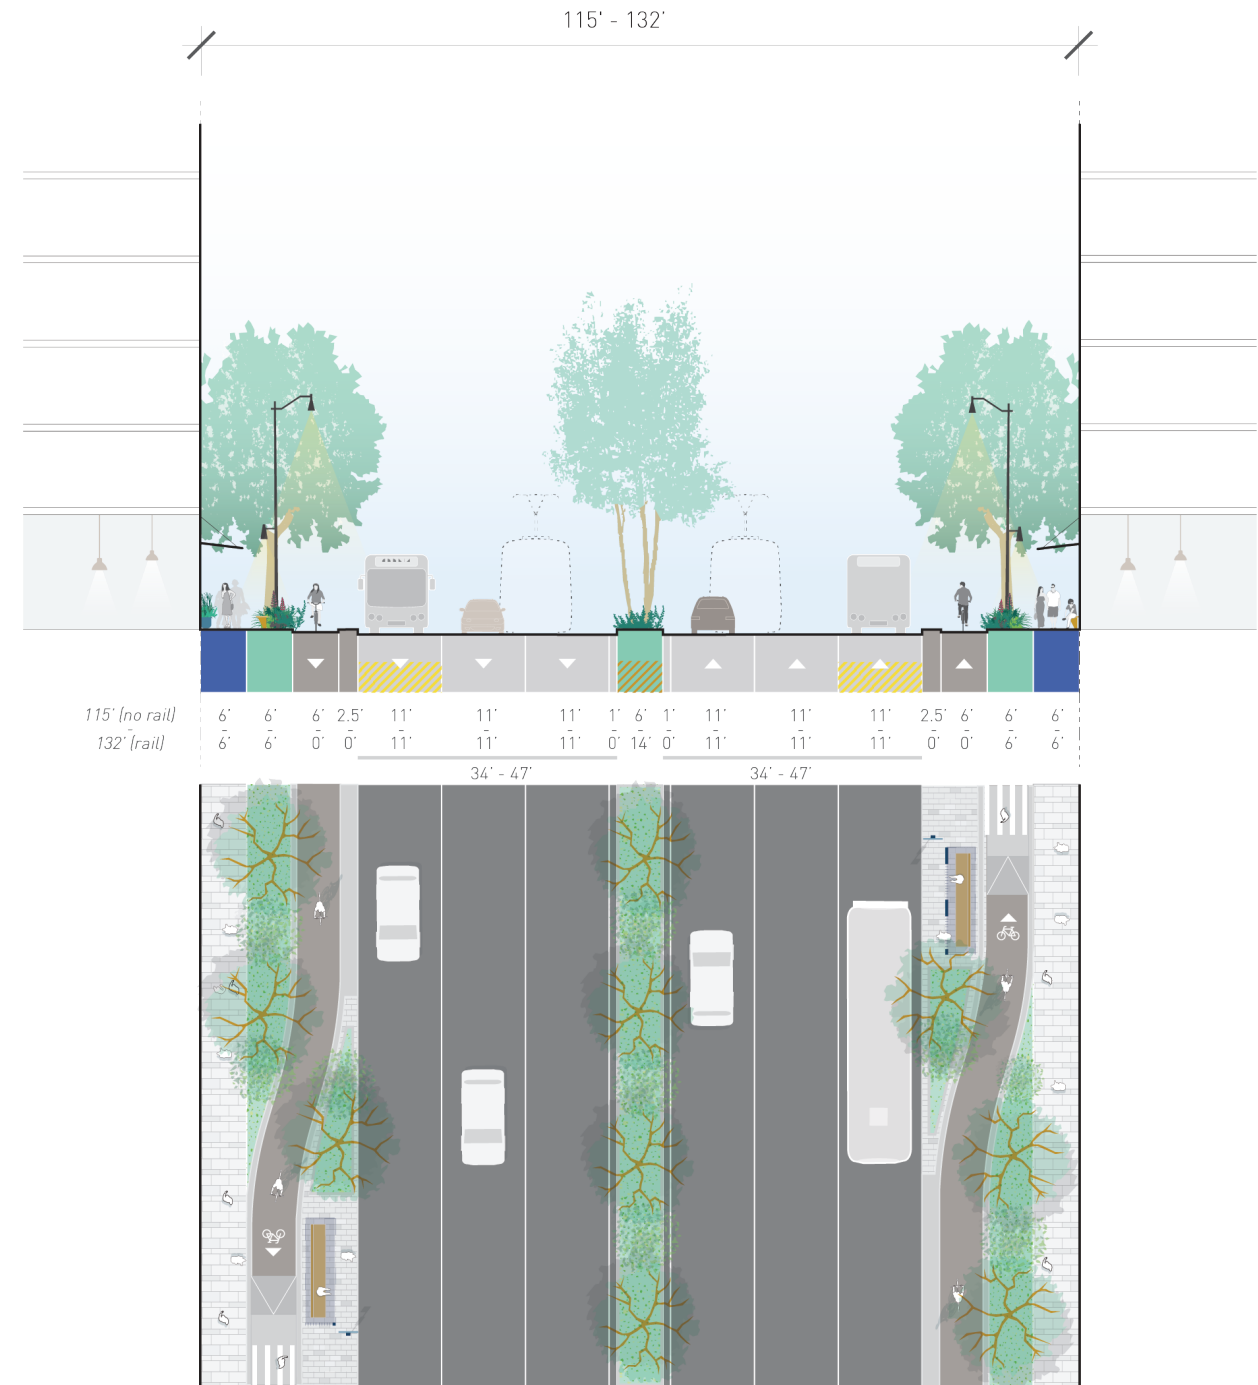 115' - 132'
115' (no rail) 6' 6' 6' 2.5' 11' 11' 11' 1' 6' 1' 11' 11' 11' 2.5' 6' 6' 6'
- - - - - - - - - - - - - - - - - -
132' (rail) 6' 6' 0' 0' 11' 11' 11' 0' 14' 0' 11' 11' 11' 0' 0' 6' 6'
34' - 47' 34' - 47'